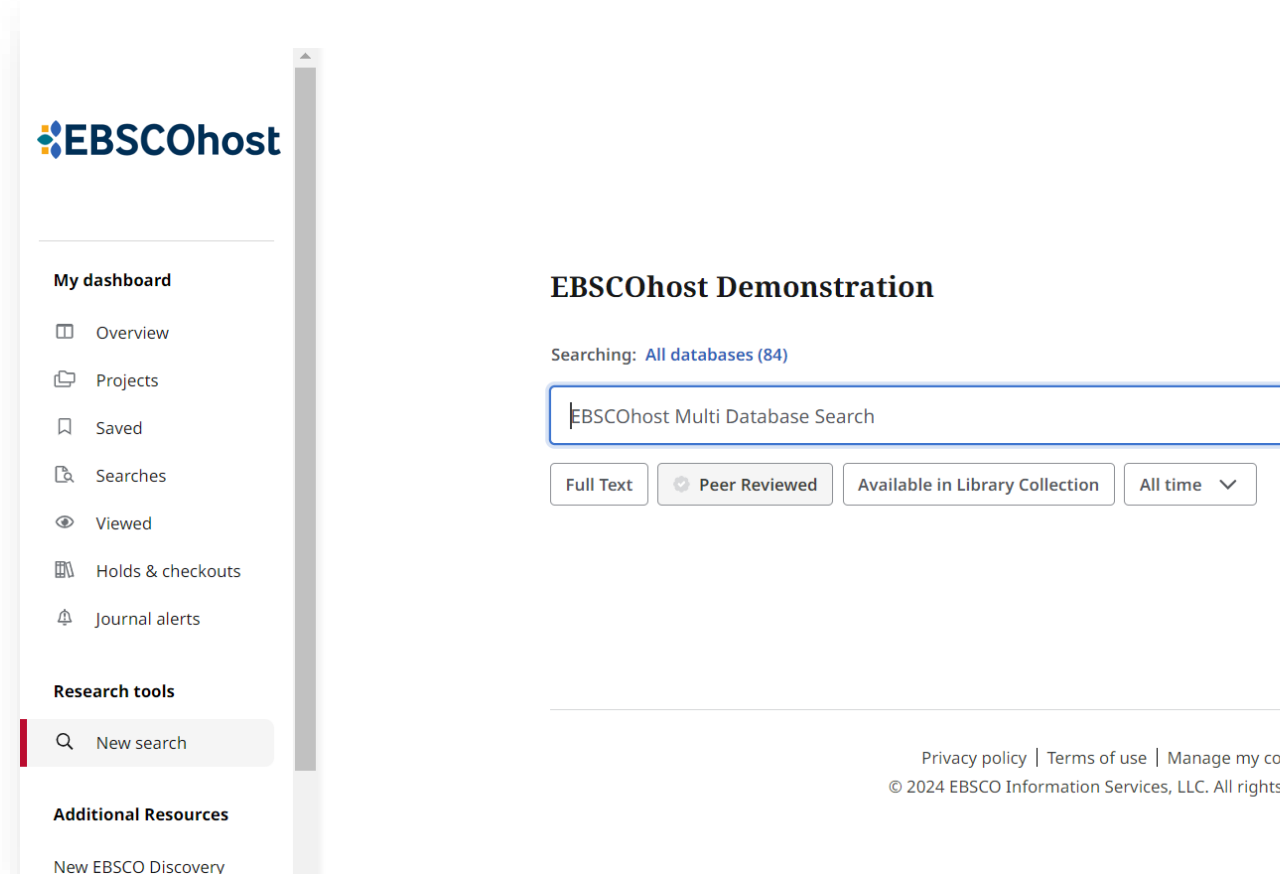 EBSCOhost
My dashboard
Overview
Projects
Saved
Searches
Viewed
Holds & checkouts
Journal alerts
Research tools
New search
Additional Resources
New EBSCO Discovery
EBSCOhost Demonstration
Searching: All databases (84)
EBSCOhost Multi Database Search
Full Text Peer Reviewed Available in Library Collection All time
Privacy policy | Terms of use | Manage my co
© 2024 EBSCO Information Services, LLC. All rights